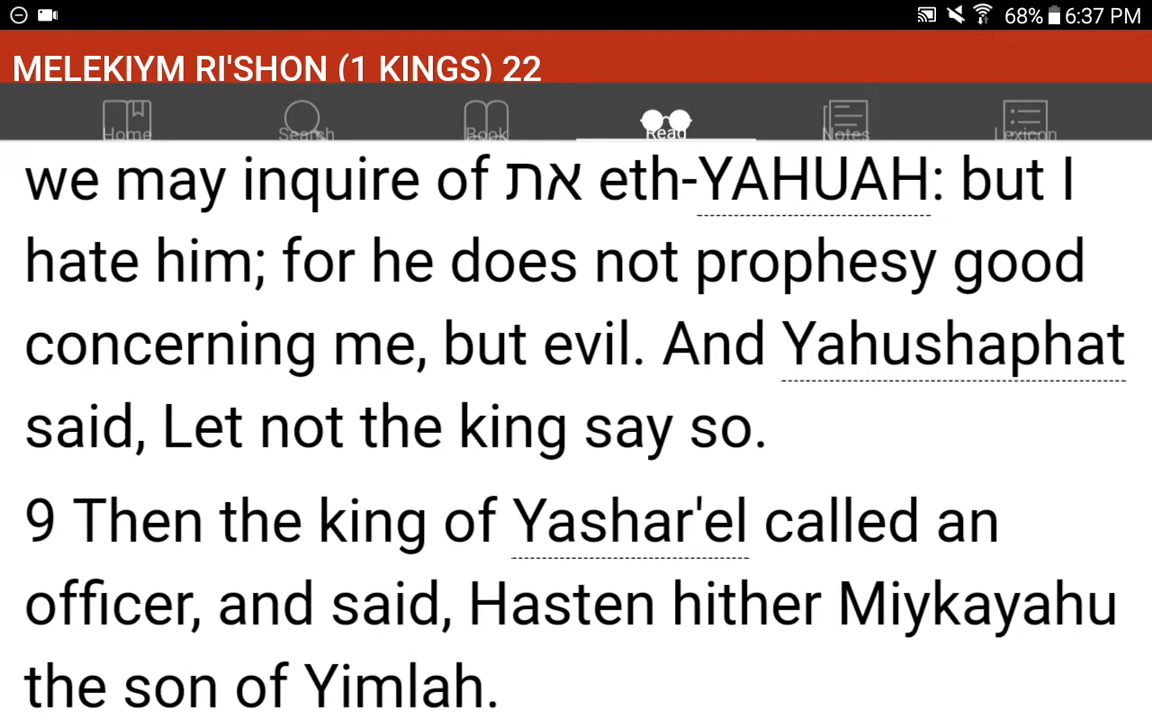 68% 6:37 PM
MELEKIYM RI'SHON (1 KINGS) 22
Home Search Book Read Notes Lexicon
we may inquire of את eth-YAHUAH: but I
hate him; for he does not prophesy good
concerning me, but evil. And Yahushaphat
said, Let not the king say so.
9 Then the king of Yashar'el called an
officer, and said, Hasten hither Miykayahu
the son of Yimlah.